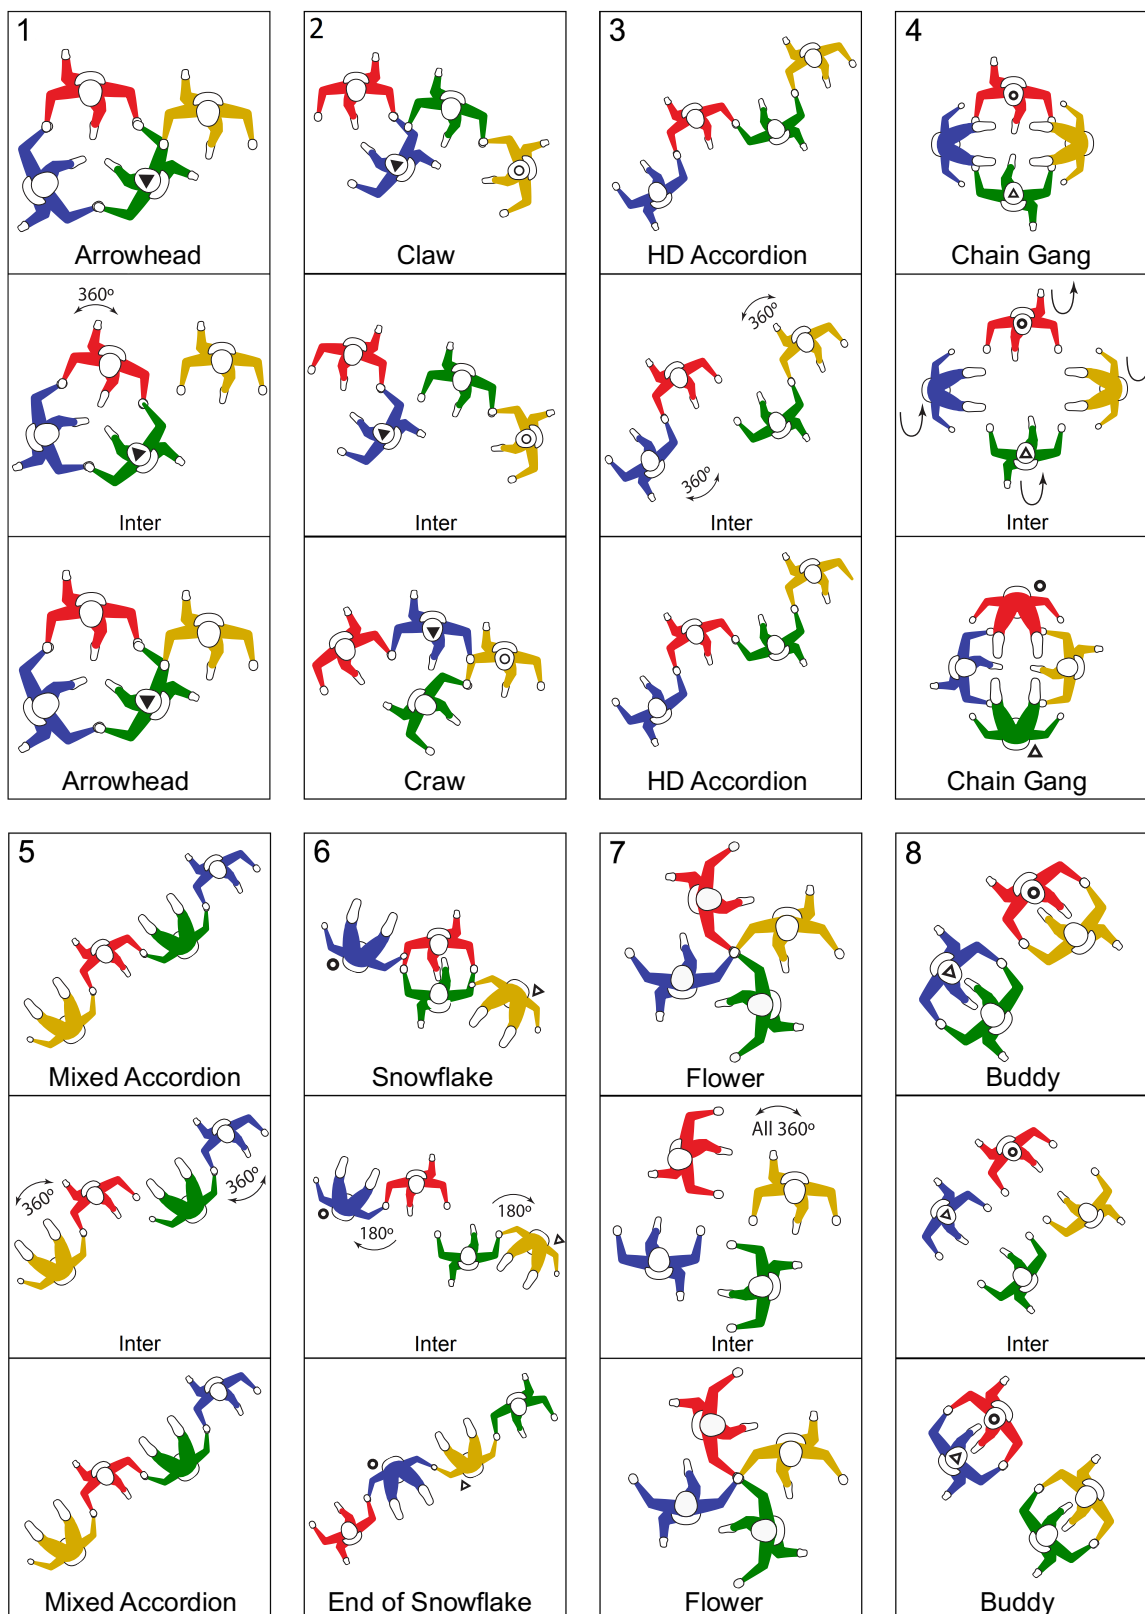 1
Arrowhead
360º
Inter
Arrowhead
2
Claw
Inter
Craw
3
HD Accordion
360º
360º
Inter
HD Accordion
4
Chain Gang
Inter
Chain Gang
5
Mixed Accordion
360º
360º
Inter
Mixed Accordion
6
Snowflake
180º
180º
Inter
End of Snowflake
7
Flower
All 360º
Inter
Flower
8
Buddy
Inter
Buddy